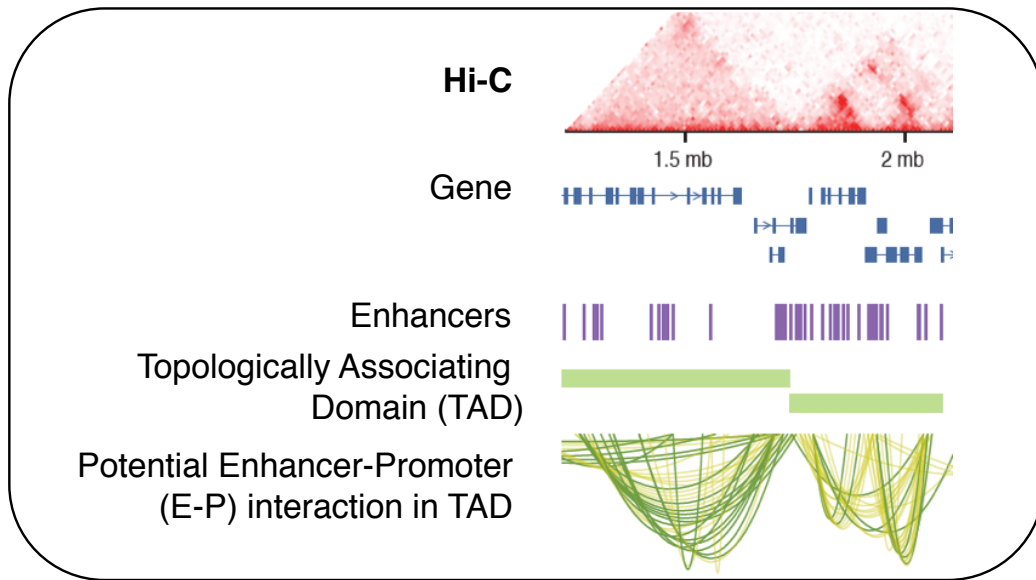 Hi-C
1.5 mb
2 mb
Gene
Enhancers
Topologically Associating
Domain (TAD)
Potential Enhancer-Promoter
(E-P) interaction in TAD